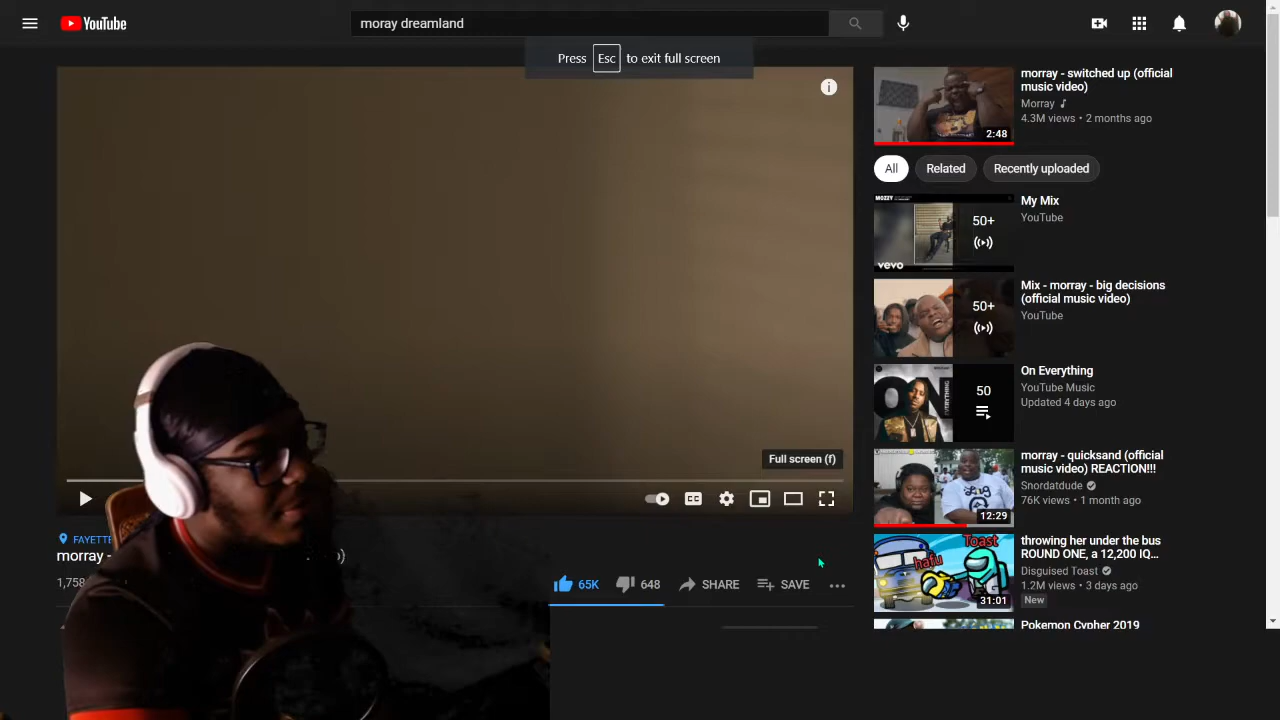 YouTube
moray dreamland
Press Esc to exit full screen
morray - switched up (official
music video)
Morray
4.3M views • 2 months ago
2:48
All
Related
Recently uploaded
MOZZY
50+
vevo
My Mix
YouTube
50+
Mix - morray - big decisions
(official music video)
YouTube
EVERYTHING
50
On Everything
YouTube Music
Updated 4 days ago
morray - quicksand (official
music video) REACTION!!!
Snordatdude
76K views • 1 month ago
12:29
Toast
hafu
31:01
throwing her under the bus
ROUND ONE, a 12,200 IQ...
Disguised Toast
1.2M views • 3 days ago
New
Pokemon Cypher 2019
Full screen (f)
CC
FAYETTE
morray -
)
1,758
65K
648
SHARE
SAVE